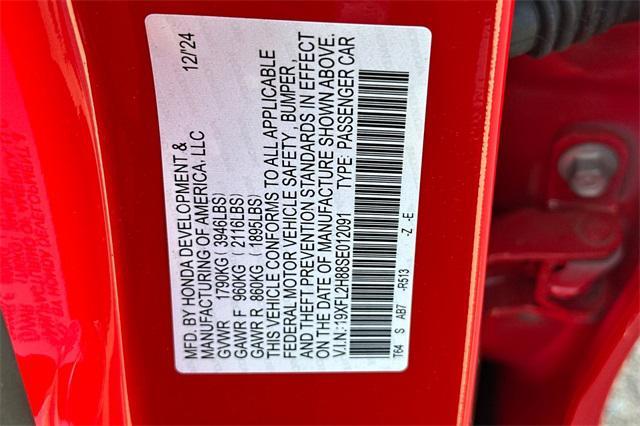 MFD. BY HONDA DEVELOPMENT & 12/'24
MANUFACTURING OF AMERICA, LLC
GVWR 1790KG (3946LBS)
GAWR F 960KG (2116LBS)
GAWR R 860KG (1895LBS)
THIS VEHICLE CONFORMS TO ALL APPLICABLE
FEDERAL MOTOR VEHICLE SAFETY, BUMPER,
AND THEFT PREVENTION STANDARDS IN EFFECT
ON THE DATE OF MANUFACTURE SHOWN ABOVE.
V.I.N.:19XFL2H88SE012091 TYPE: PASSENGER CAR
T64 S AB7 -R513 -Z -E